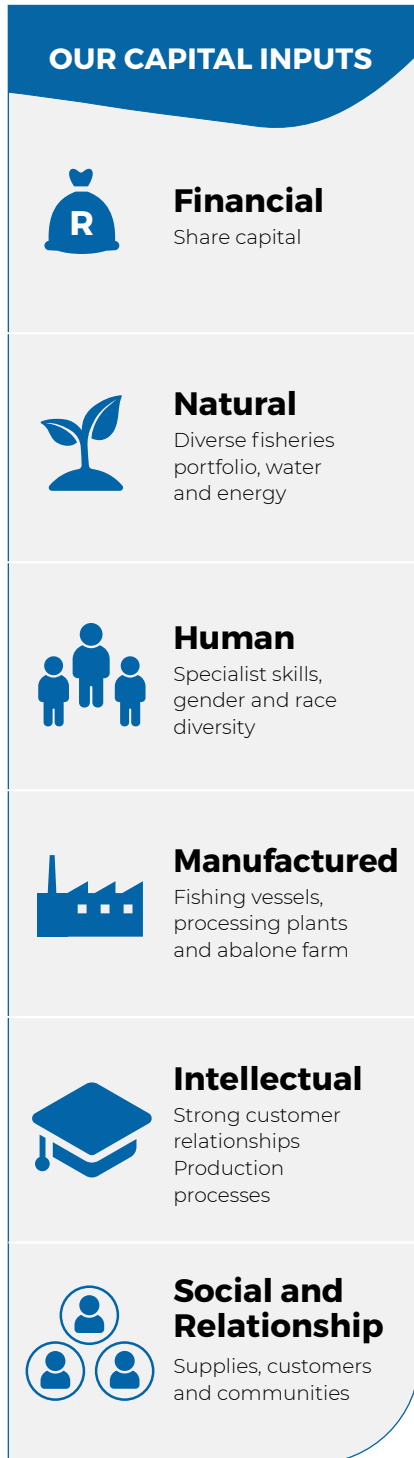 OUR CAPITAL INPUTS
R
Financial
Share capital
Natural
Diverse fisheries
portfolio, water
and energy
Human
Specialist skills,
gender and race
diversity
Manufactured
Fishing vessels,
processing plants
and abalone farm
Intellectual
Strong customer
relationships
Production
processes
Social and
Relationship
Supplies, customers
and communities